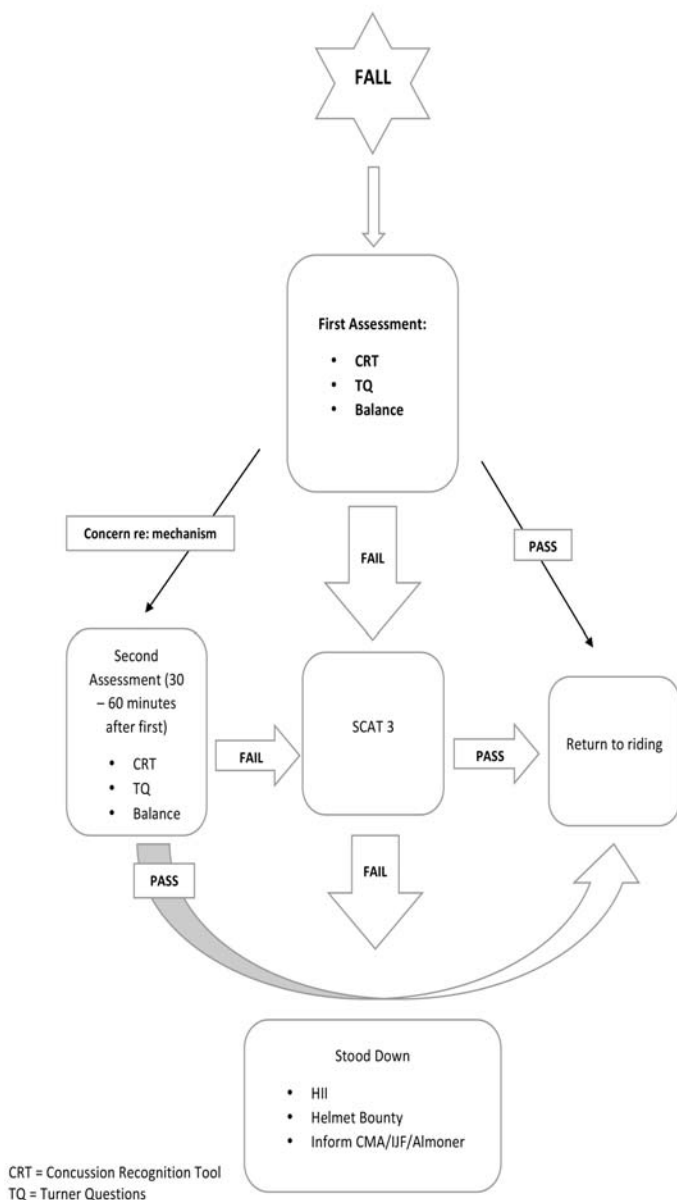 FALL
First Assessment:
• CRT
• TQ
• Balance
Concern re: mechanism
FAIL
PASS
Second
Assessment (30
– 60 minutes
after first)
• CRT
• TQ
• Balance
FAIL
SCAT 3
PASS
Return to riding
PASS
FAIL
Stood Down
• HII
• Helmet Bounty
• Inform CMA/IJF/Almoner
CRT = Concussion Recognition Tool
TQ = Turner Questions